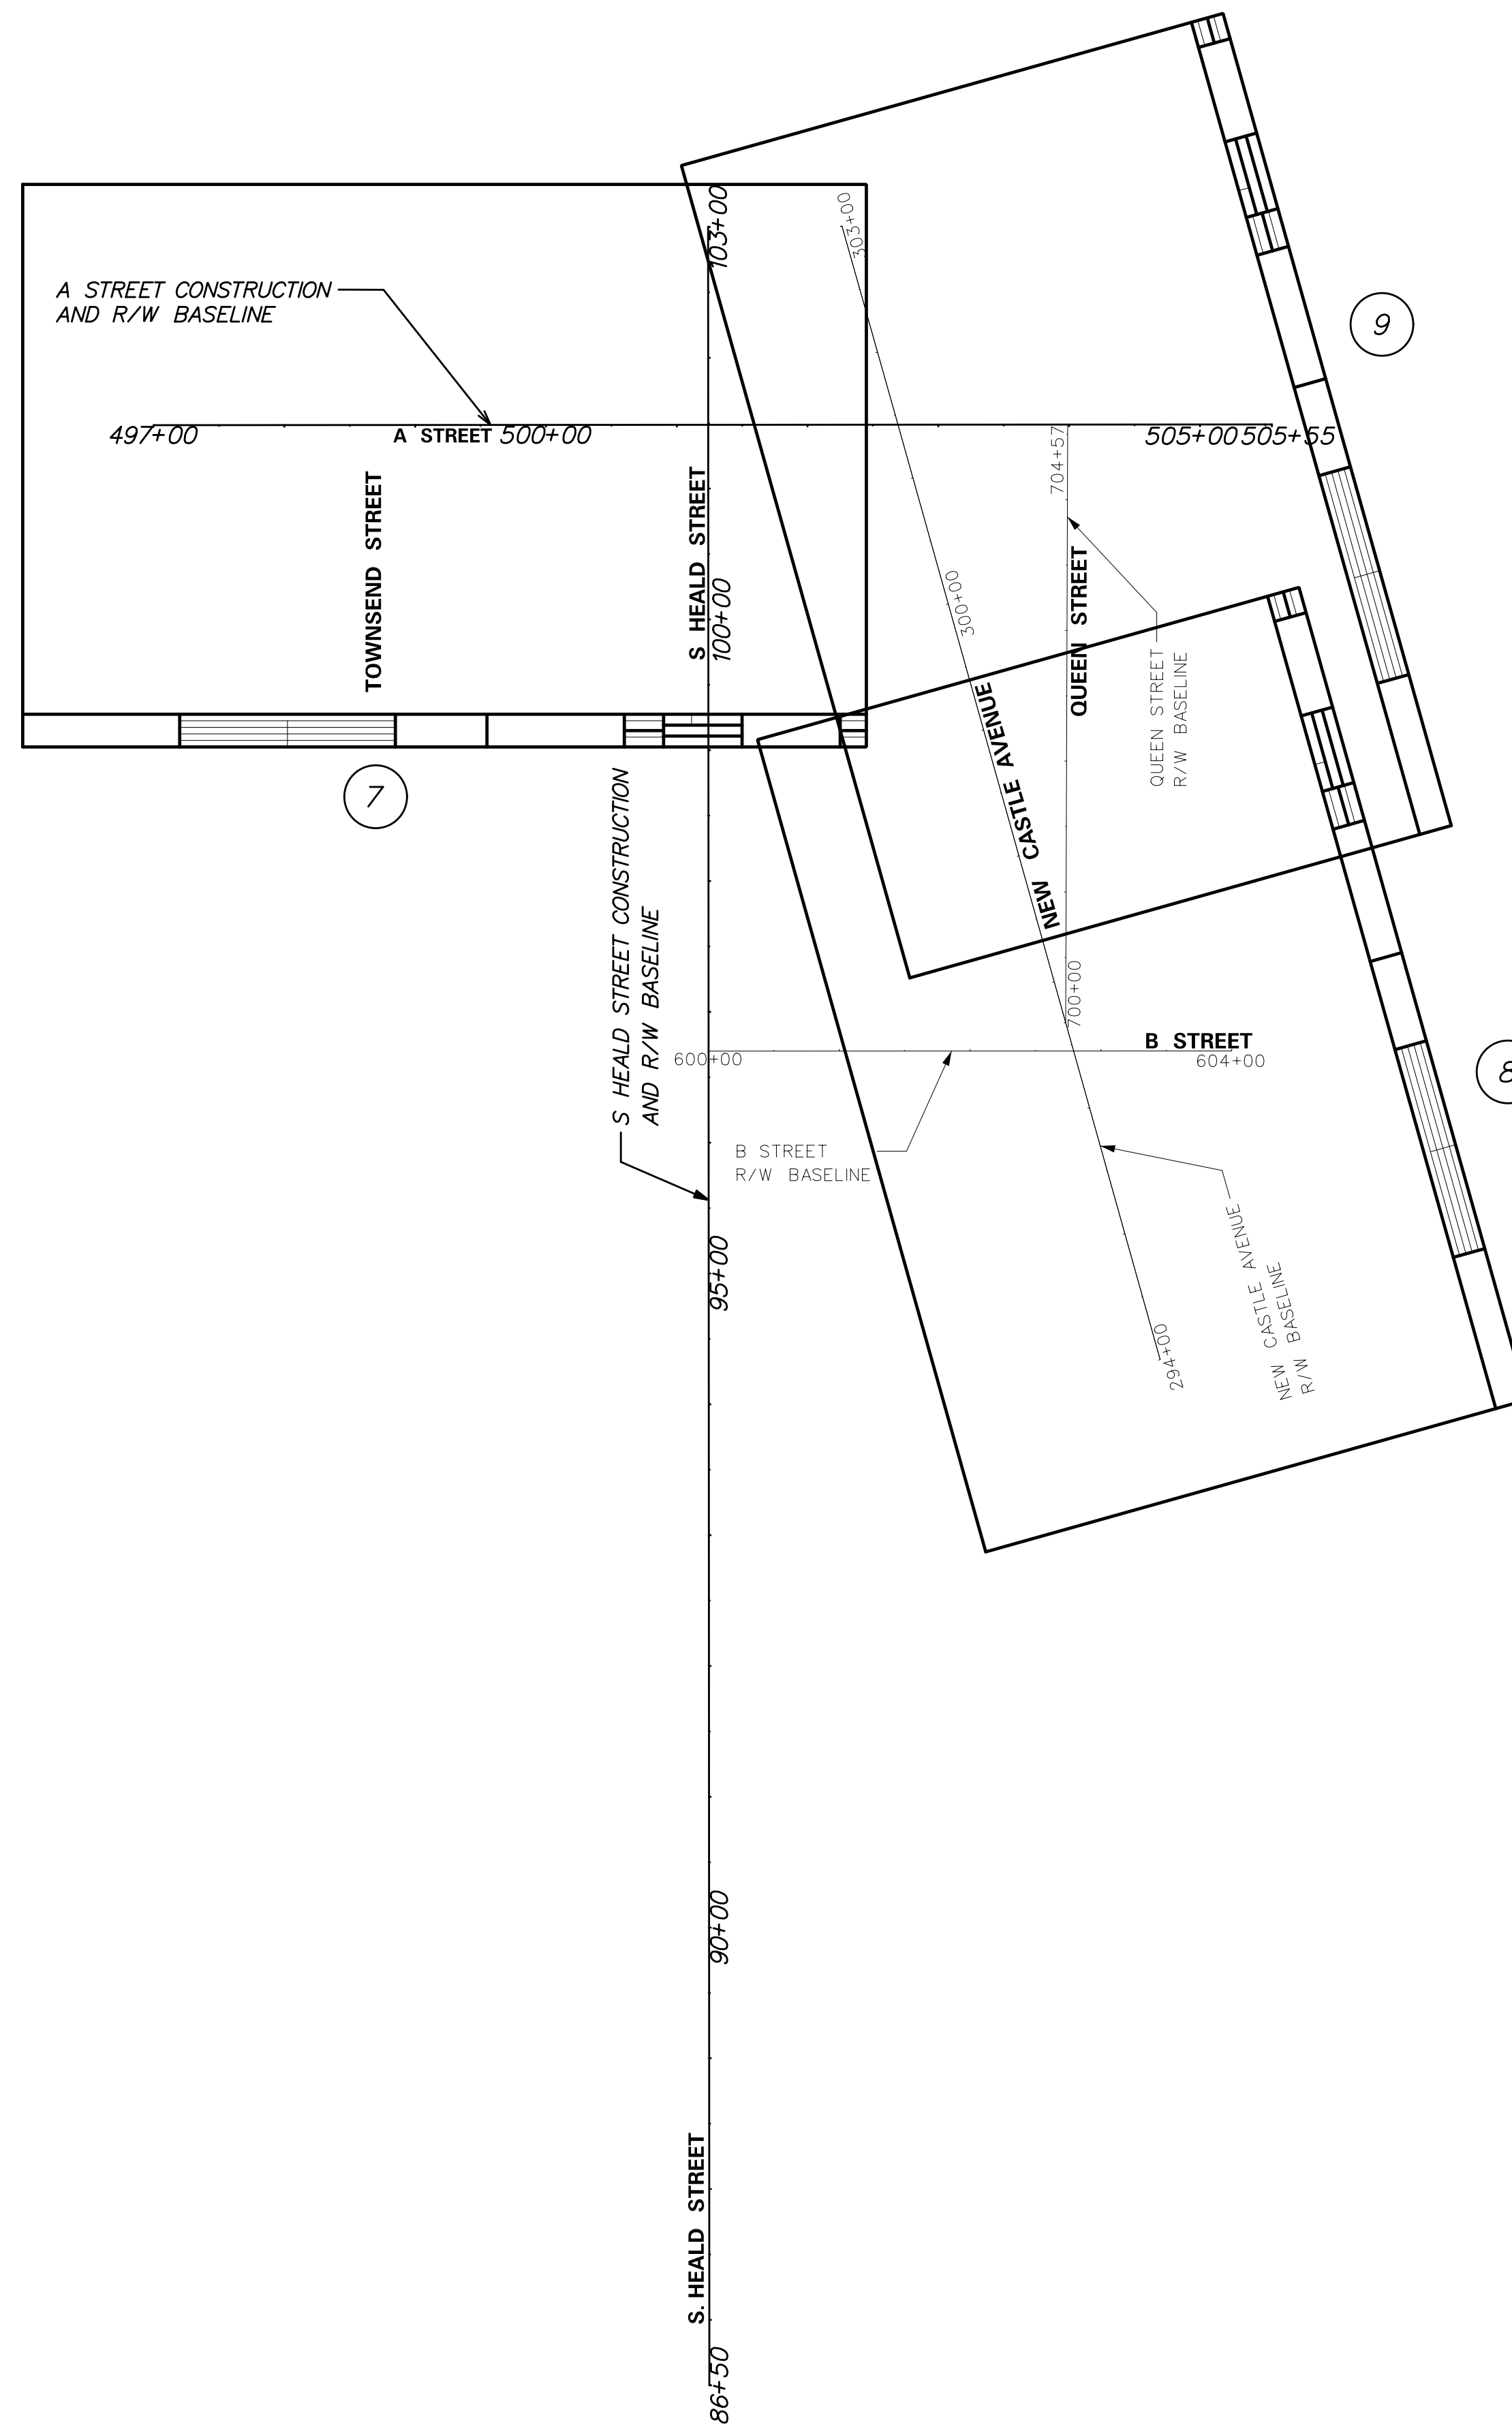 103+00
303+00
A STREET CONSTRUCTION
AND R/W BASELINE
9
497+00
A STREET
500+00
505+00
505+55
704+57
TOWNSEND STREET
S HEALD STREET
100+00
300+00
QUEEN STREET
QUEEN STREET
R/W BASELINE
NEW CASTLE AVENUE
7
S HEALD STREET CONSTRUCTION
AND R/W BASELINE
700+00
B STREET
600+00
604+00
8
B STREET
R/W BASELINE
NEW CASTLE AVENUE
R/W BASELINE
95+00
294+00
90+00
S. HEALD STREET
86+50